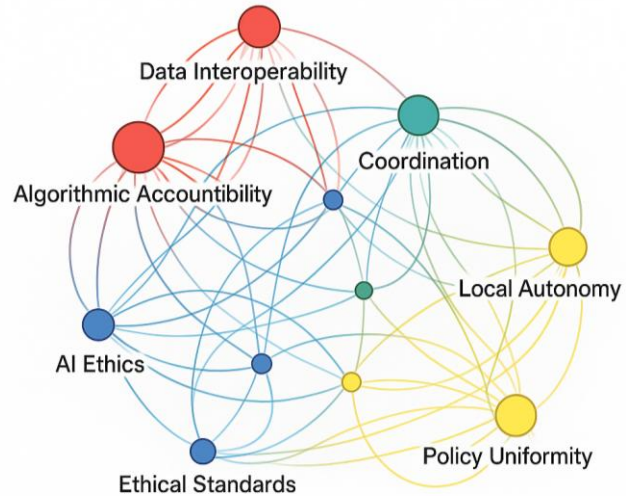 Data Interoperability
Coordination
Algorithmic Accountibility
Local Autonomy
AI Ethics
Policy Uniformity
Ethical Standards